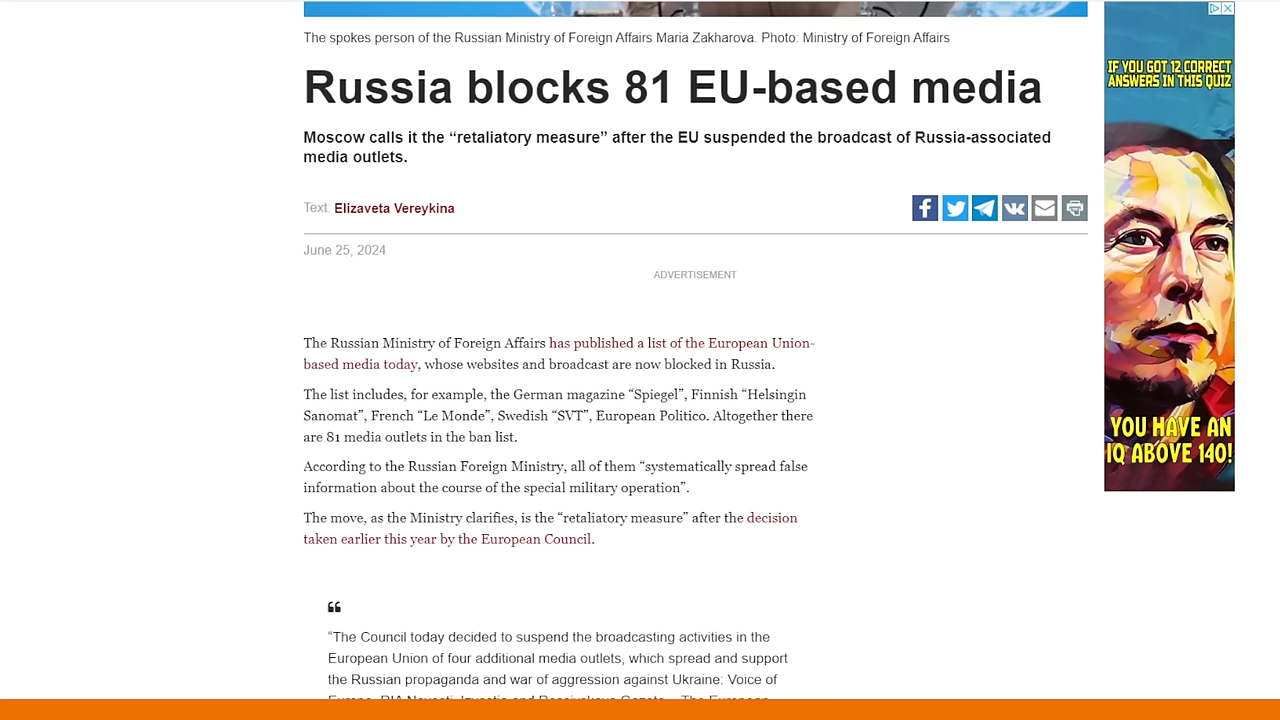 The spokes person of the Russian Ministry of Foreign Affairs Maria Zakharova. Photo: Ministry of Foreign Affairs
Russia blocks 81 EU-based media
Moscow calls it the “retaliatory measure” after the EU suspended the broadcast of Russia-associated
media outlets.
Text: Elizaveta Vereykina
June 25, 2024
ADVERTISEMENT
The Russian Ministry of Foreign Affairs has published a list of the European Union-
based media today, whose websites and broadcast are now blocked in Russia.
The list includes, for example, the German magazine “Spiegel”, Finnish “Helsingin
Sanomat”, French “Le Monde”, Swedish “SVT”, European Politico. Altogether there
are 81 media outlets in the ban list.
According to the Russian Foreign Ministry, all of them “systematically spread false
information about the course of the special military operation”.
The move, as the Ministry clarifies, is the “retaliatory measure” after the decision
taken earlier this year by the European Council.
“The Council today decided to suspend the broadcasting activities in the
European Union of four additional media outlets, which spread and support
the Russian propaganda and war of aggression against Ukraine: Voice of
IF YOU GOT 12 CORRECT
ANSWERS IN THIS QUIZ
YOU HAVE AN
IQ ABOVE 140!